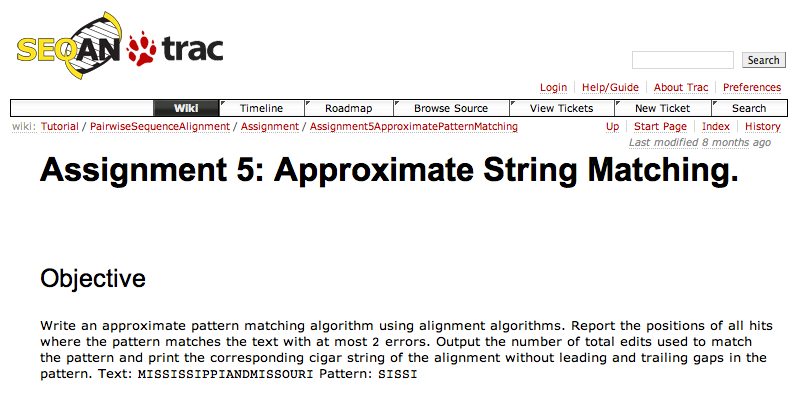 SEQAN trac
Search
Login Help/Guide About Trac Preferences
Wiki Timeline Roadmap Browse Source View Tickets New Ticket Search
wiki: Tutorial / PairwiseSequenceAlignment / Assignment / Assignment5ApproximatePatternMatching Up Start Page Index History
Last modified 8 months ago
Assignment 5: Approximate String Matching.
Objective
Write an approximate pattern matching algorithm using alignment algorithms. Report the positions of all hits
where the pattern matches the text with at most 2 errors. Output the number of total edits used to match
the pattern and print the corresponding cigar string of the alignment without leading and trailing gaps in the
pattern. Text: MISSISSIPPIANDMISSOURI Pattern: SISSI